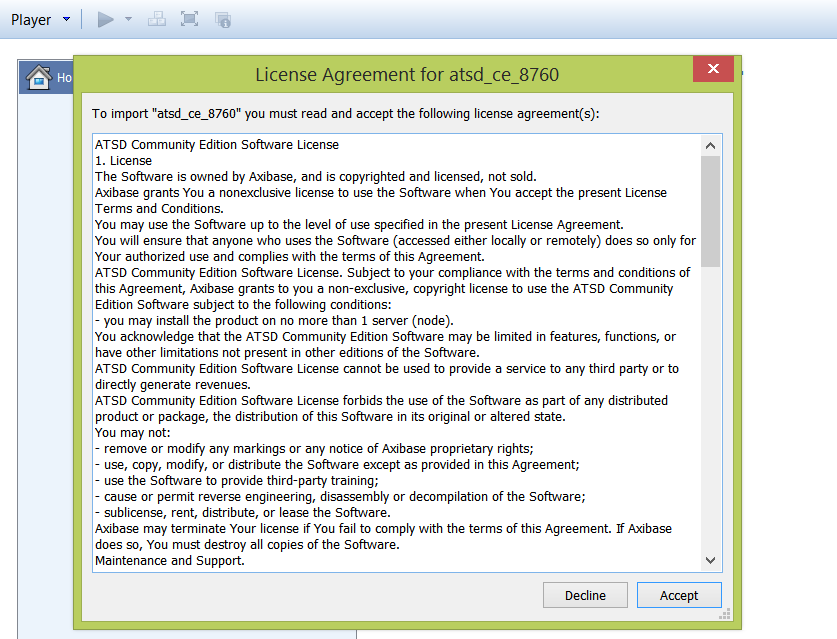 Player
Ho
License Agreement for atsd_ce_8760
To import "atsd_ce_8760" you must read and accept the following license agreement(s):
ATSD Community Edition Software License
1. License
The Software is owned by Axibase, and is copyrighted and licensed, not sold.
Axibase grants You a nonexclusive license to use the Software when You accept the present License
Terms and Conditions.
You may use the Software up to the level of use specified in the present License Agreement.
You will ensure that anyone who uses the Software (accessed either locally or remotely) does so only for
Your authorized use and complies with the terms of this Agreement.
ATSD Community Edition Software License. Subject to your compliance with the terms and conditions of
this Agreement, Axibase grants to you a non-exclusive, copyright license to use the ATSD Community
Edition Software subject to the following conditions:
- you may install the product on no more than 1 server (node).
You acknowledge that the ATSD Community Edition Software may be limited in features, functions, or
have other limitations not present in other editions of the Software.
ATSD Community Edition Software License cannot be used to provide a service to any third party or to
directly generate revenues.
ATSD Community Edition Software License forbids the use of the Software as part of any distributed
product or package, the distribution of this Software in its original or altered state.
You may not:
- remove or modify any markings or any notice of Axibase proprietary rights;
- use, copy, modify, or distribute the Software except as provided in this Agreement;
- use the Software to provide third-party training;
- cause or permit reverse engineering, disassembly or decompilation of the Software;
- sublicense, rent, distribute, or lease the Software.
Axibase may terminate Your license if You fail to comply with the terms of this Agreement. If Axibase
does so, You must destroy all copies of the Software.
Maintenance and Support.
Decline
Accept